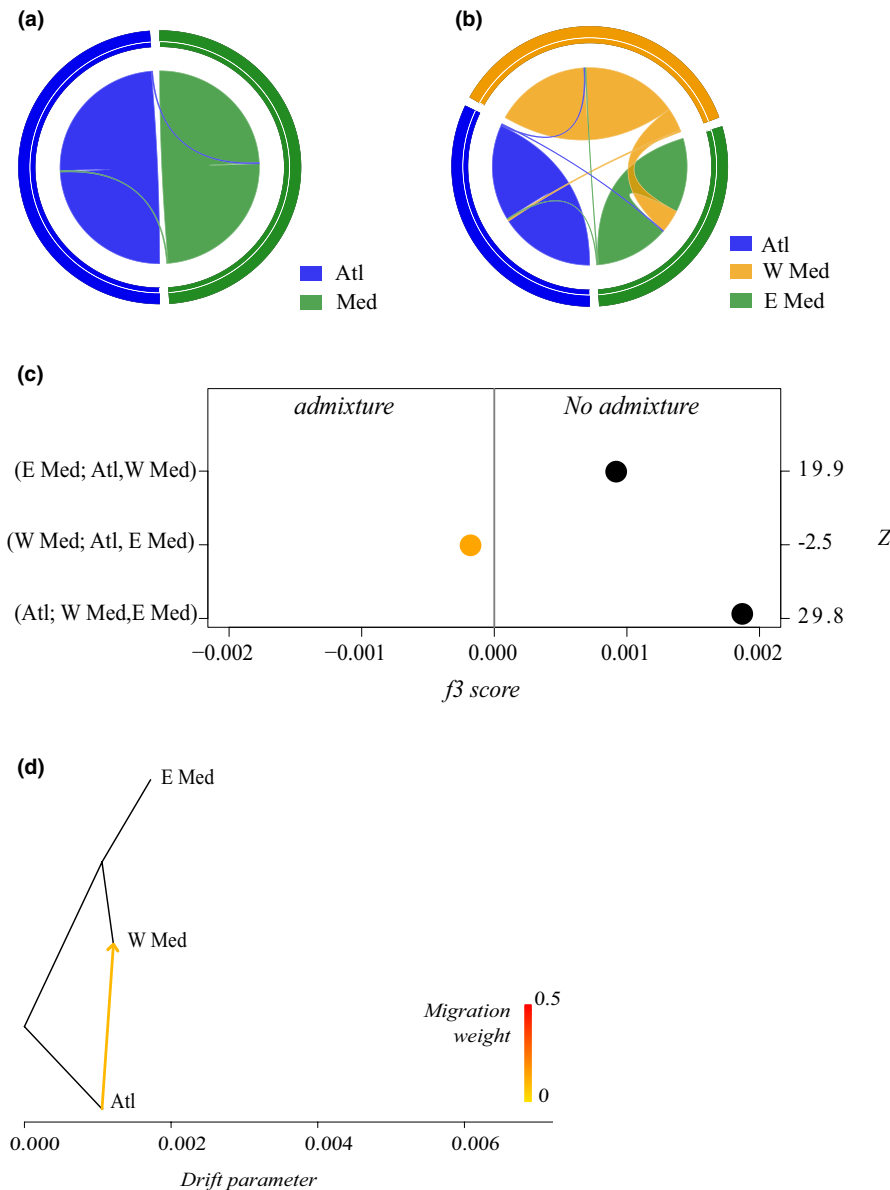 (a)
Atl
Med
(b)
Atl
W Med
E Med
(c)
admixture
No admixture
(E Med; Atl,W Med)
19.9
(W Med; Atl, E Med)
-2.5
Z
(Atl; W Med,E Med)
29.8
−0.002
−0.001
0.000
0.001
0.002
f3 score
(d)
E Med
W Med
Migration
weight
0.5
0
Atl
0.000
0.002
0.004
0.006
Drift parameter